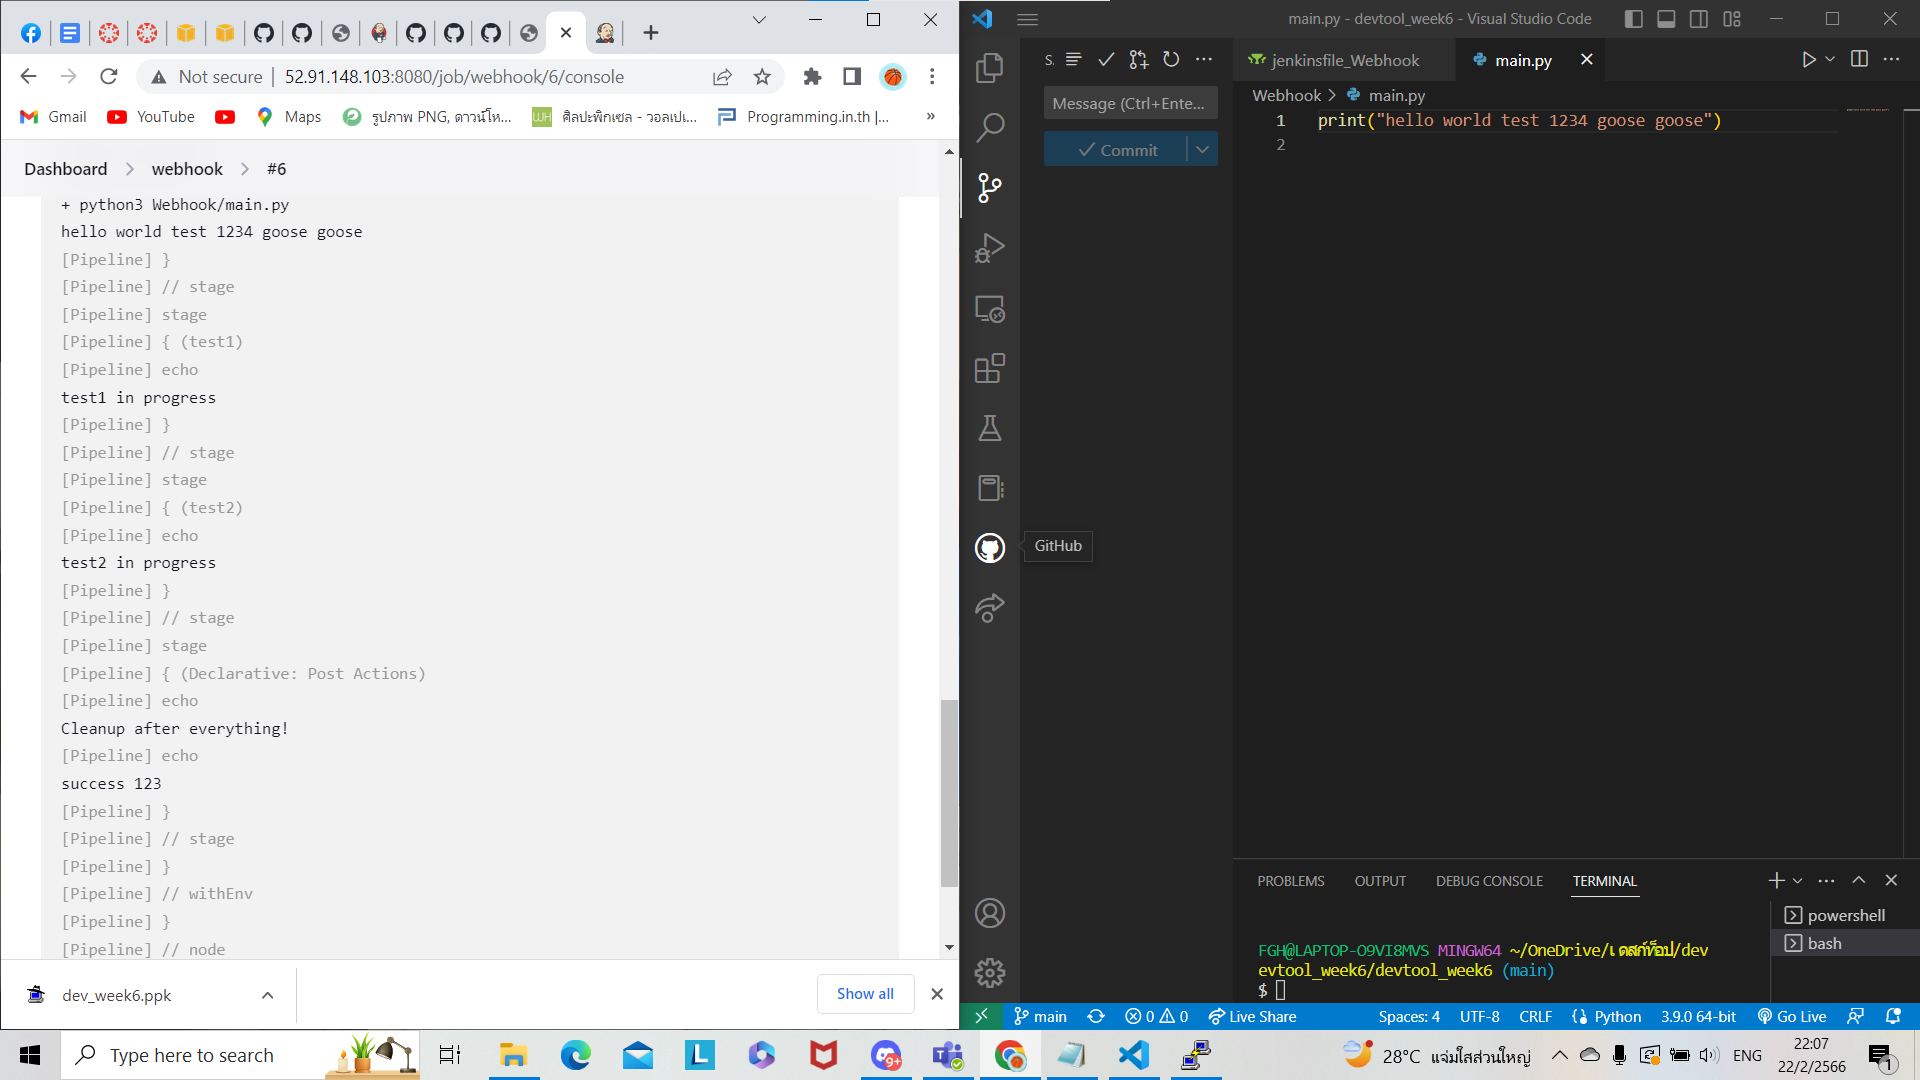 Not secure
52.91.148.103:8080/job/webhook/6/console
Gmail
YouTube
Maps
รูปภาพ PNG, ดาวน์โห...
WH
ศิลปะพิกเซล - วอลเปเ...
Programming.in.th |...
»
Dashboard
webhook
#6
+ python3 Webhook/main.py
hello world test 1234 goose goose
[Pipeline] }
[Pipeline] // stage
[Pipeline] stage
[Pipeline] { (test1)
[Pipeline] echo
test1 in progress
[Pipeline] }
[Pipeline] // stage
[Pipeline] stage
[Pipeline] { (test2)
[Pipeline] echo
test2 in progress
[Pipeline] }
[Pipeline] // stage
[Pipeline] stage
[Pipeline] { (Declarative: Post Actions)
[Pipeline] echo
Cleanup after everything!
[Pipeline] echo
success 123
[Pipeline] }
[Pipeline] // stage
[Pipeline] }
[Pipeline] // withEnv
[Pipeline] }
[Pipeline] // node
dev_week6.ppk
Show all
main.py - devtool_week6 - Visual Studio Code
S.
jenkinsfile_Webhook
main.py
Message (Ctrl+Ente...
Commit
Webhook > main.py
1 print("hello world test 1234 goose goose")
2
GitHub
PROBLEMS
OUTPUT
DEBUG CONSOLE
TERMINAL
powershell
bash
FGH@LAPTOP-O9VI8MVS MINGW64 ~/OneDrive/เดสก์ท็อป/dev
evtool_week6/devtool_week6 (main)
$
main
0
0
Live Share
Spaces: 4
UTF-8
CRLF
Python
3.9.0 64-bit
Go Live
Type here to search
L
9+
28°C แจ่มใสส่วนใหญ่
ENG
22:07
22/2/2566
1